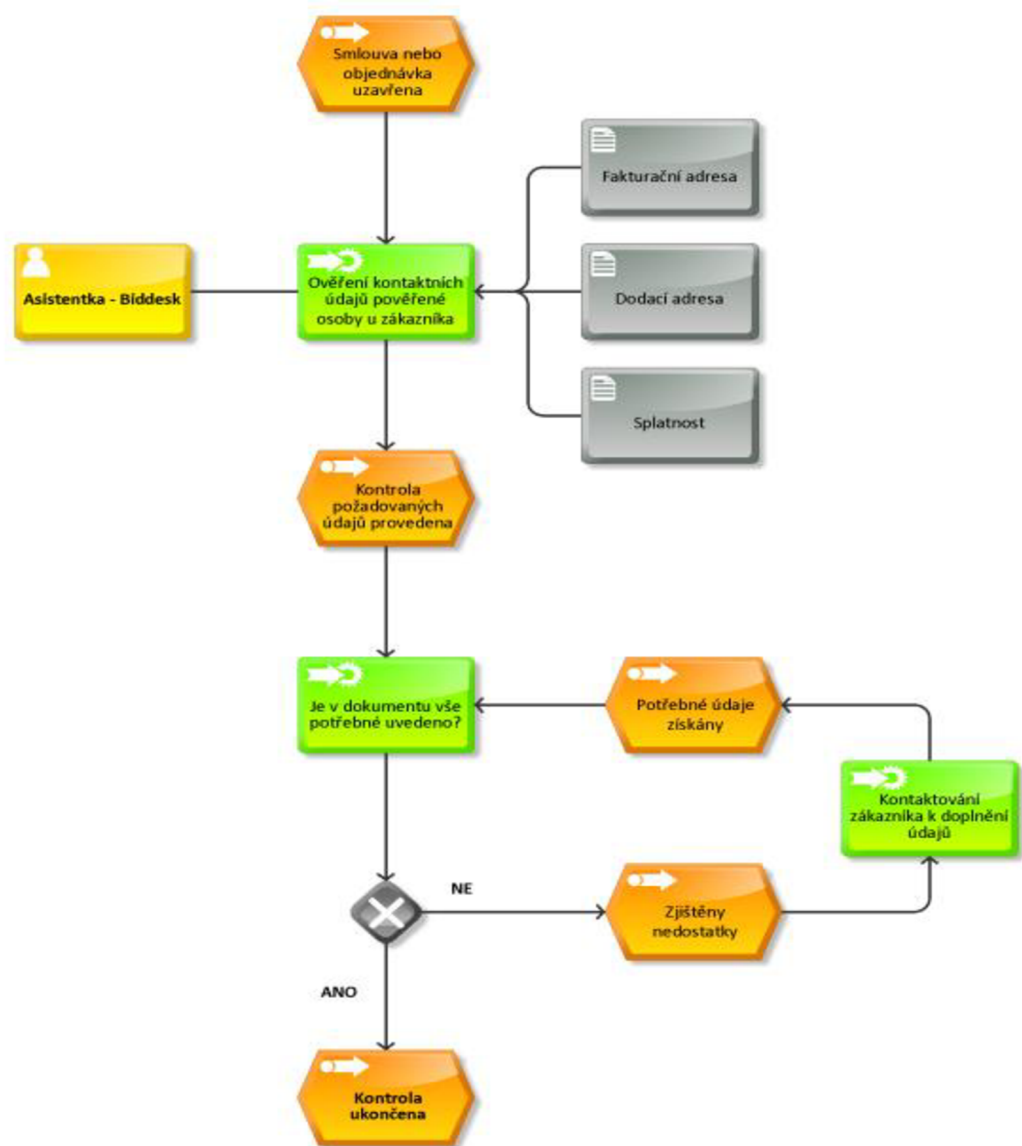 Smlouva nebo
objednávka
uzavřena
Fakturační adresa
Asistentka - Biddesk
Ověření kontaktních
údajů pověřené
osoby u zákazníka
Dodací adresa
Splatnost
Kontrola
požadovaných
údajů provedena
Je v dokumentu vše
potřebné uvedeno?
Potřebné údaje
získány
Kontaktování
zákazníka k doplnění
údajů
NE
Zjištěny
nedostatky
ANO
Kontrola
ukončena